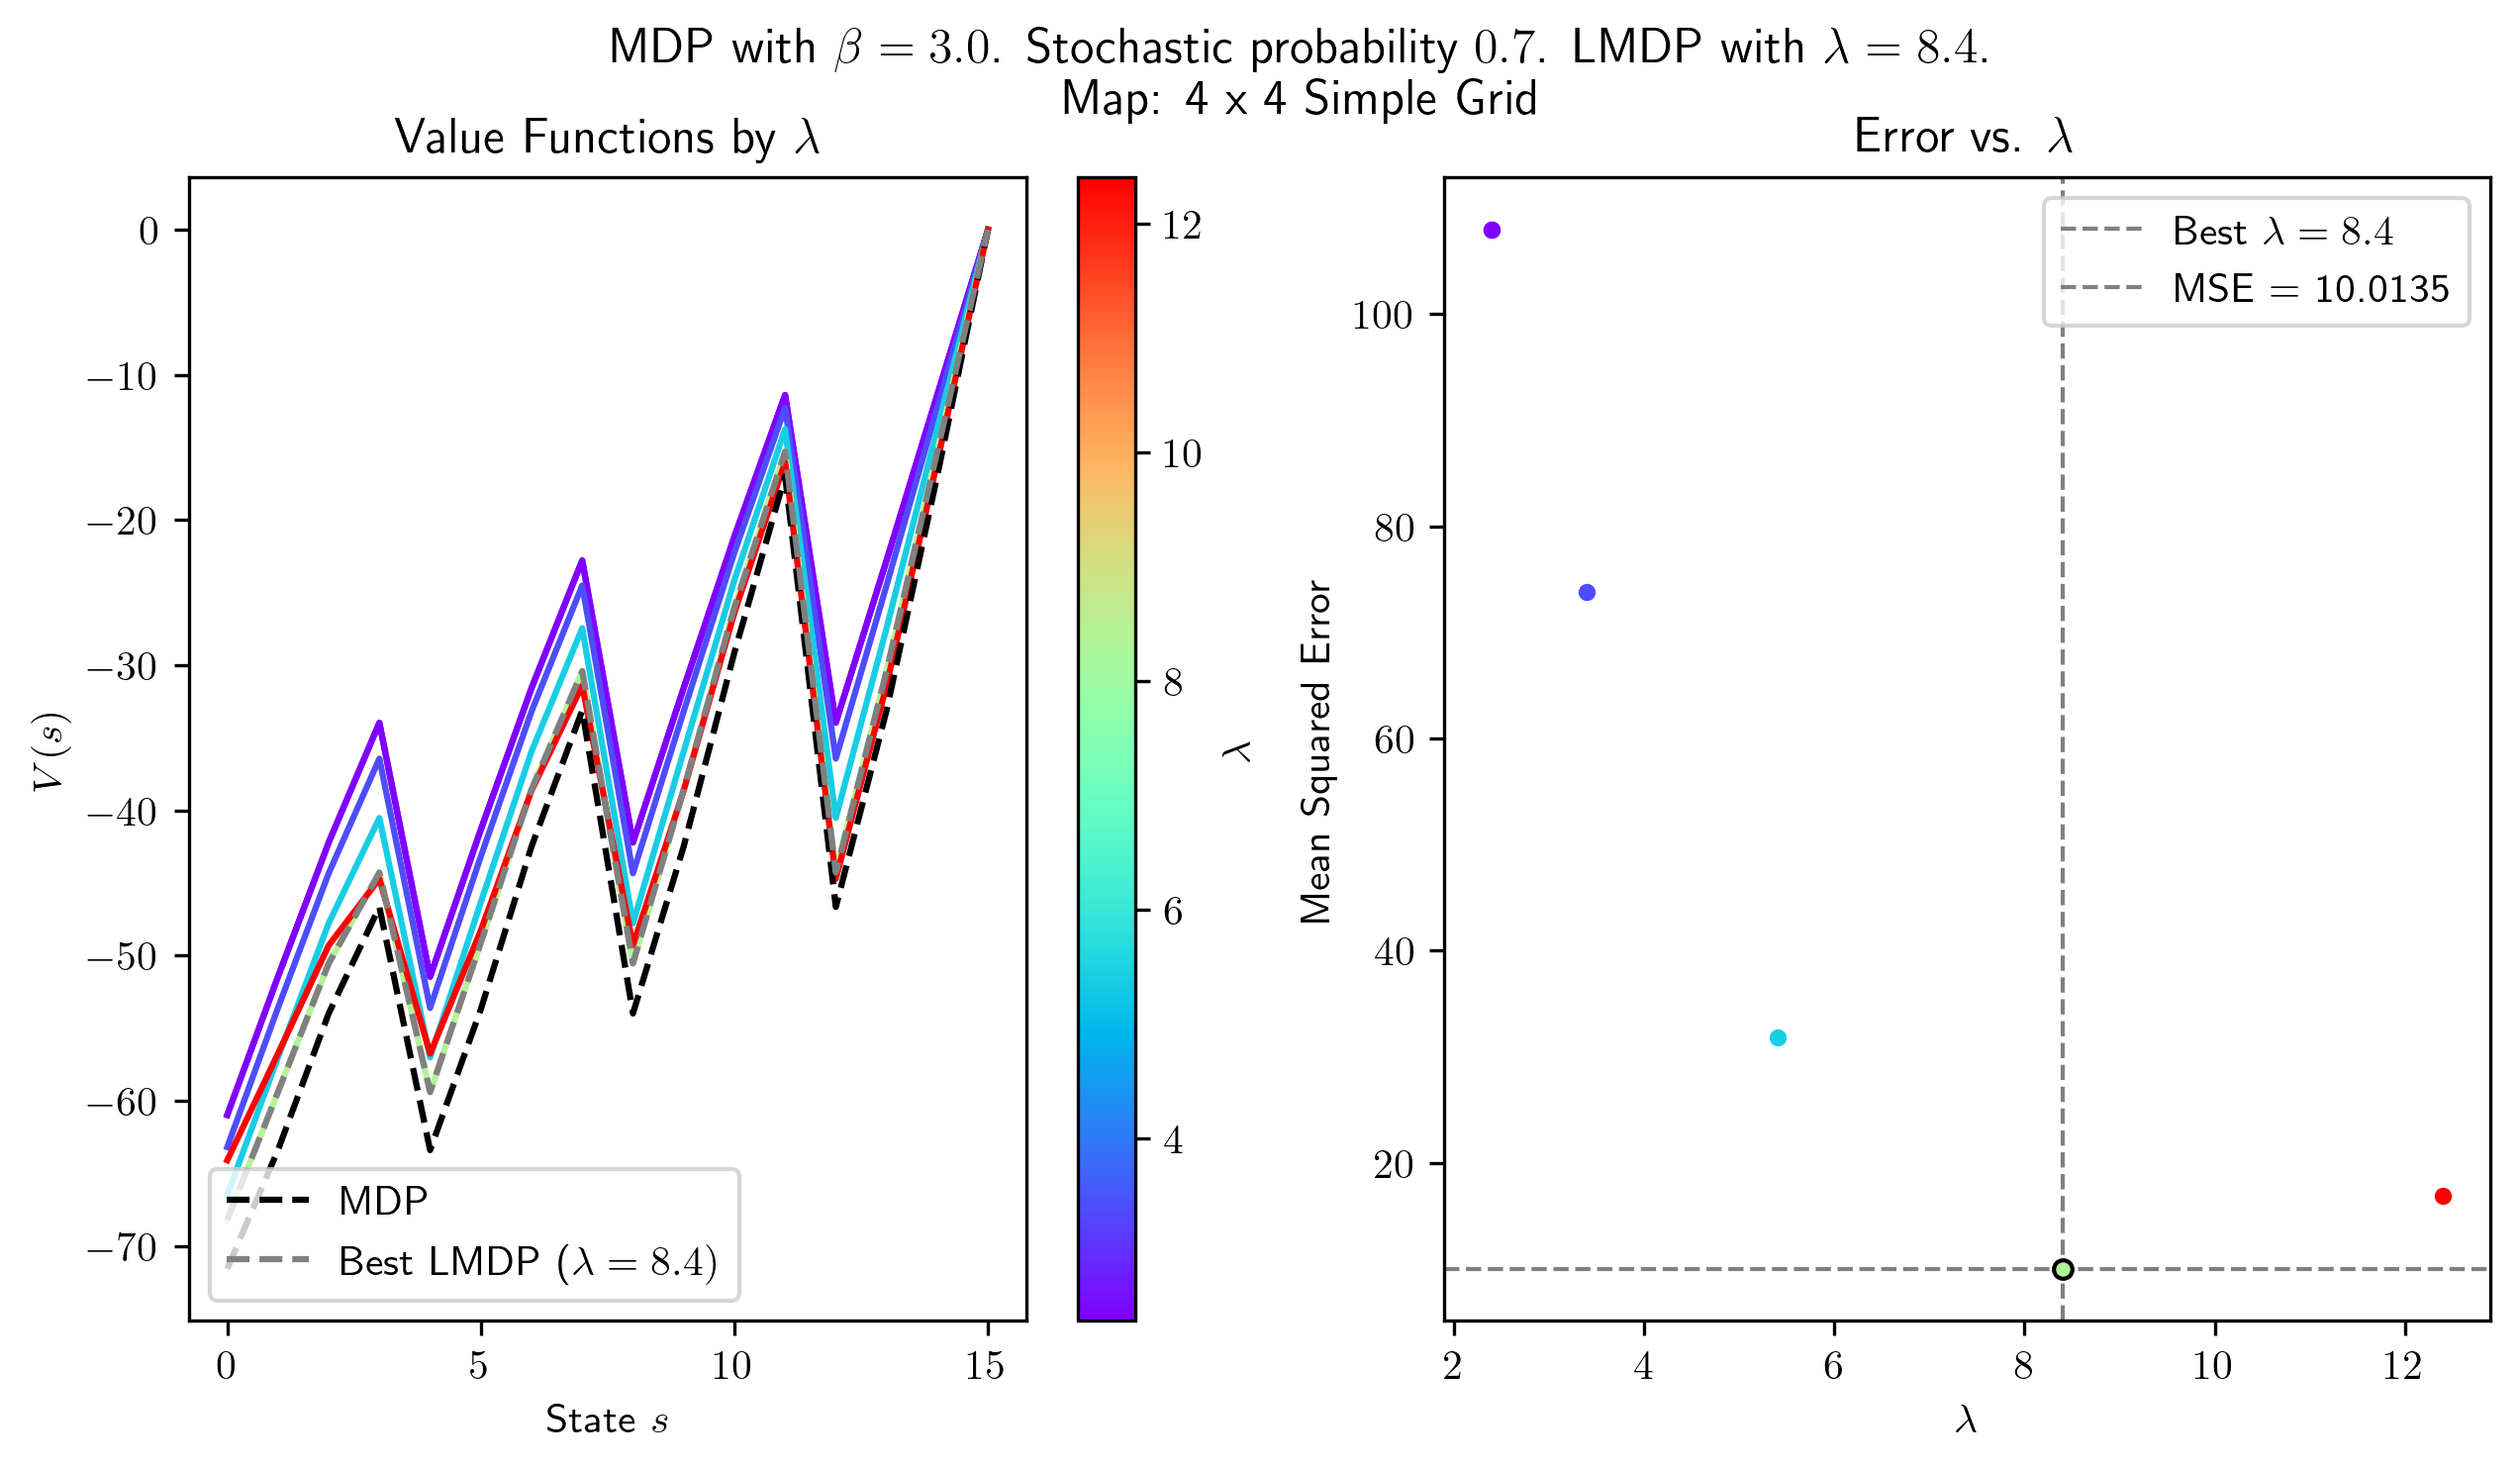 MDP with β = 3.0. Stochastic probability 0.7. LMDP with λ = 8.4.
Map: 4 x 4 Simple Grid
Value Functions by λ
0
−10
−20
−30
−40
−50
−60
−70
V(s)
MDP
Best LMDP (λ = 8.4)
0 5 10 15
State s
12
10
8
6
4
λ
Error vs. λ
Best λ = 8.4
MSE = 10.0135
100
80
60
40
20
Mean Squared Error
2 4 6 8 10 12
λ